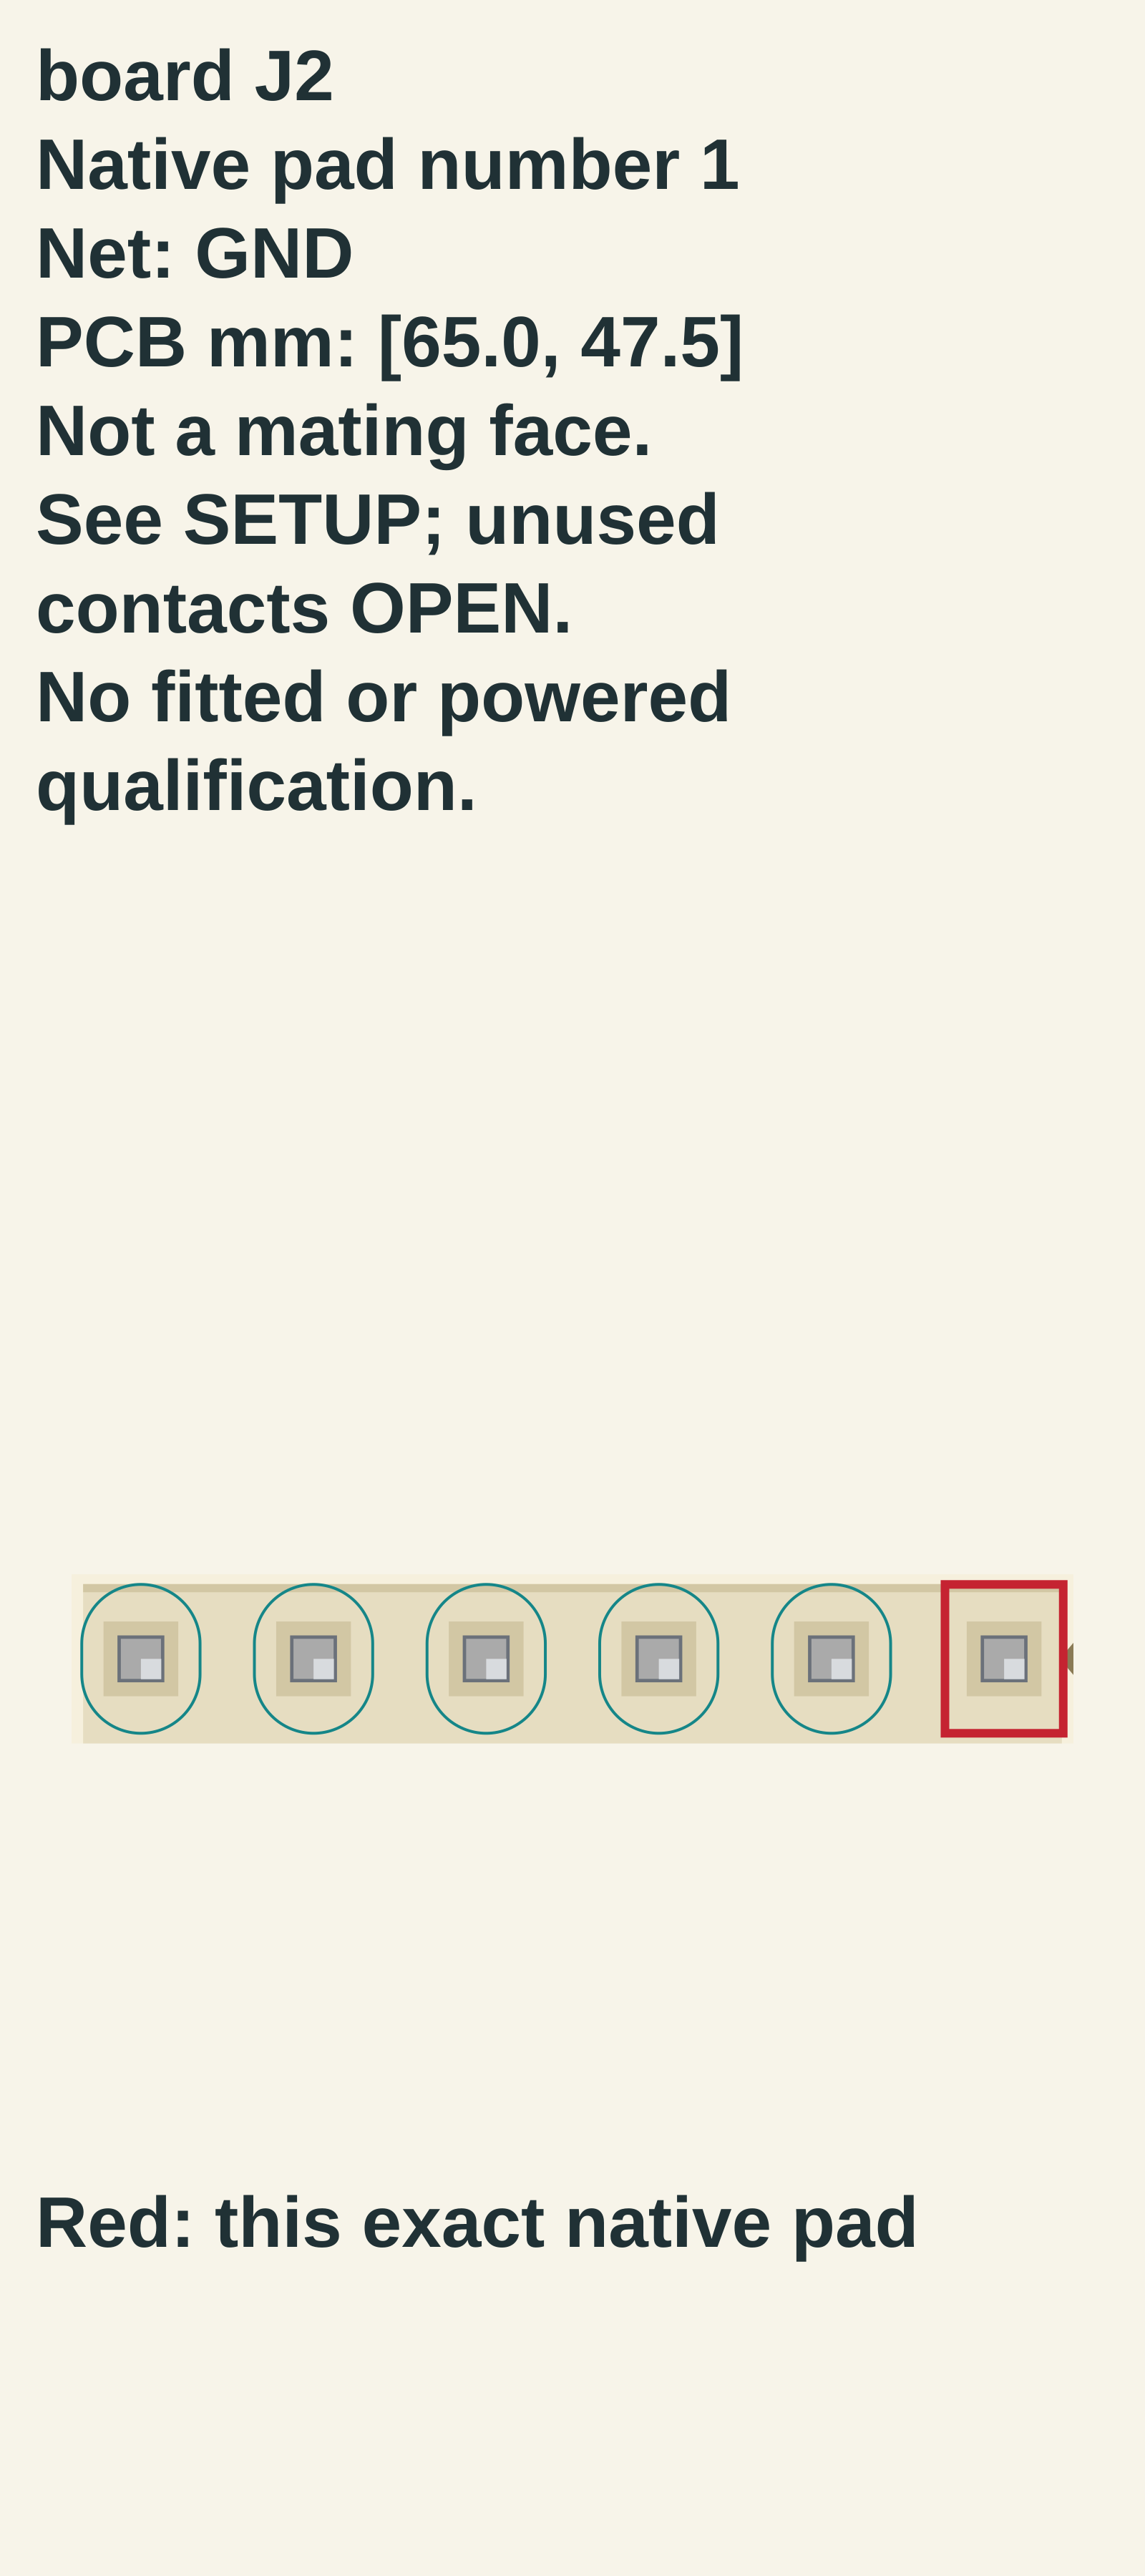 board J2
Native pad number 1
Net: GND
PCB mm: [65.0, 47.5]
Not a mating face.
See SETUP; unused
contacts OPEN.
No fitted or powered
qualification.
Red: this exact native pad